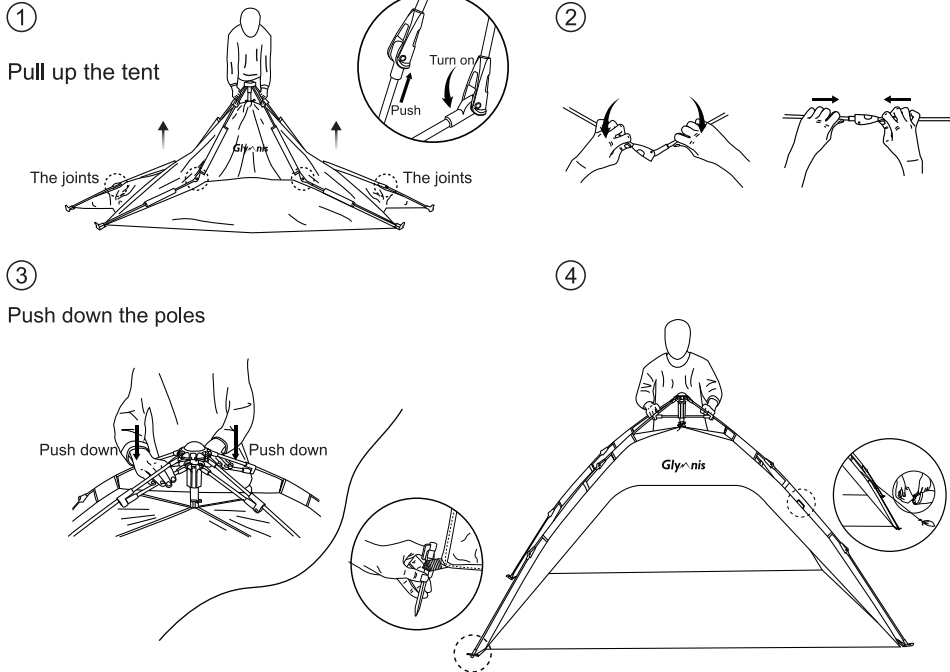 1
Pull up the tent
Turn on
Push
Glymnis
The joints
The joints
2
3
Push down the poles
Push down
Push down
4
Glymnis